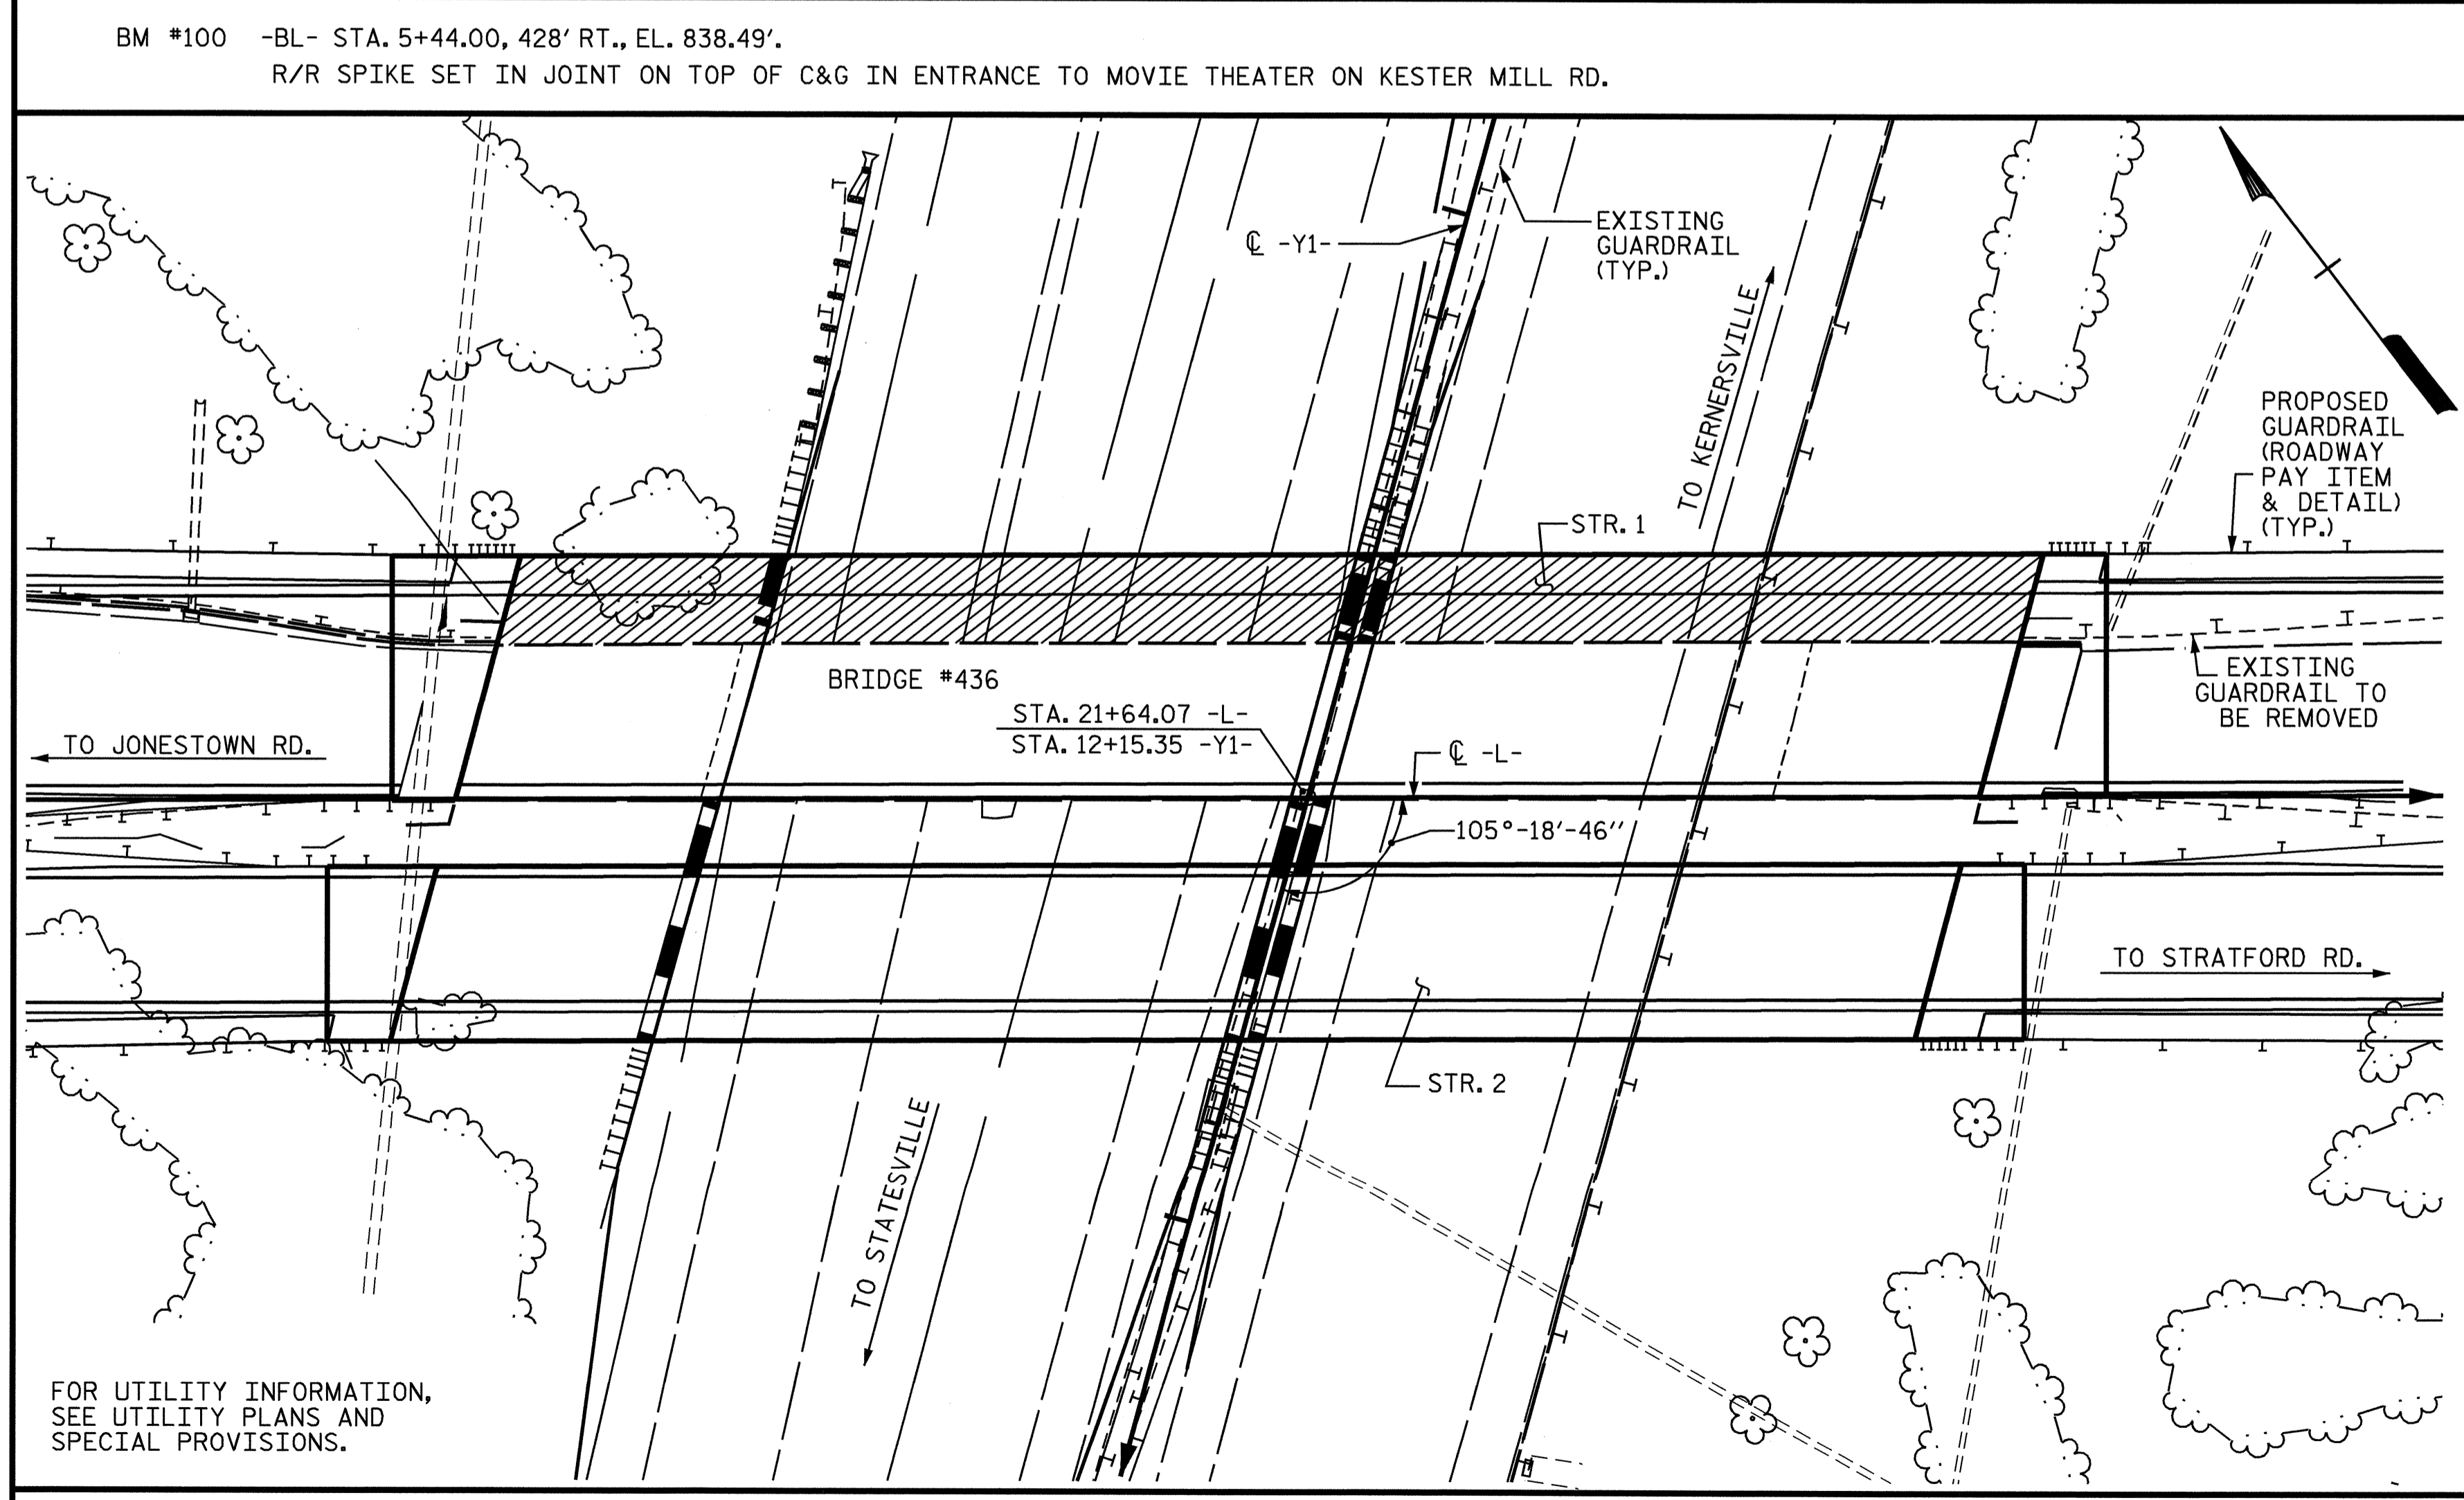 BM #100 -BL- STA. 5+44.00, 428' RT., EL. 838.49'.
R/R SPIKE SET IN JOINT ON TOP OF C&G IN ENTRANCE TO MOVIE THEATER ON KESTER MILL RD.
℄ -Y1-
EXISTING
GUARDRAIL
(TYP.)
TO KERNERSVILLE
PROPOSED
GUARDRAIL
(ROADWAY
PAY ITEM
& DETAIL)
(TYP.)
STR. 1
BRIDGE #436
EXISTING
GUARDRAIL TO
BE REMOVED
STA. 21+64.07 -L-
STA. 12+15.35 -Y1-
TO JONESTOWN RD.
℄ -L-
105°-18'-46''
TO STRATFORD RD.
STR. 2
TO STATESVILLE
FOR UTILITY INFORMATION,
SEE UTILITY PLANS AND
SPECIAL PROVISIONS.